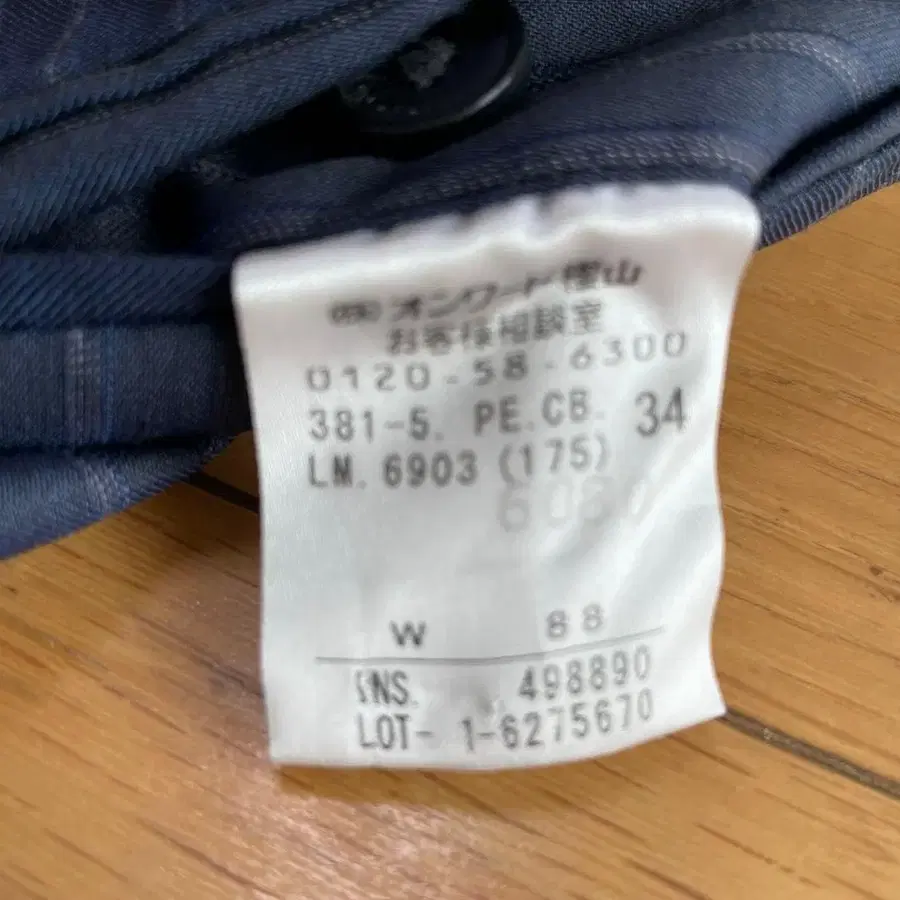 ㈱オンワード樫山
お客様相談室
0120-58-6300
381-5. PE.CB. 34
LM. 6903 (175)
W 88
SNS. 498890
LOT- 1-6275670